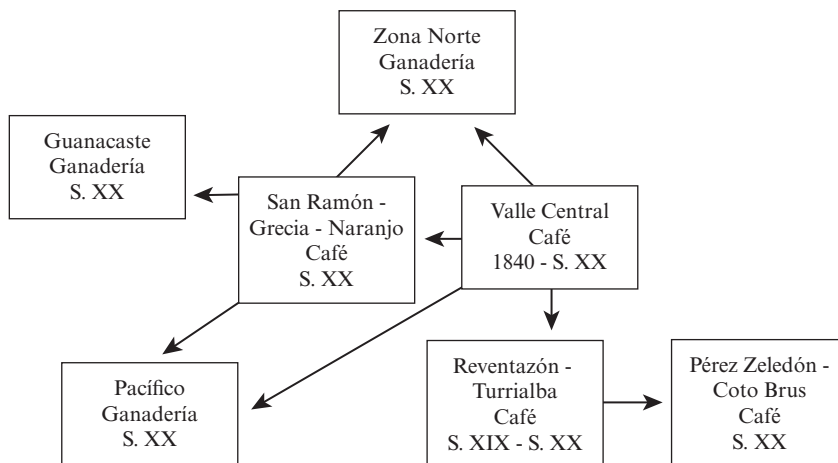 Zona Norte
Ganadería
S. XX
Guanacaste
Ganadería
S. XX
San Ramón -
Grecia - Naranjo
Café
S. XX
Valle Central
Café
1840 - S. XX
Pacífico
Ganadería
S. XX
Reventazón -
Turrialba
Café
S. XIX - S. XX
Pérez Zeledón -
Coto Brus
Café
S. XX